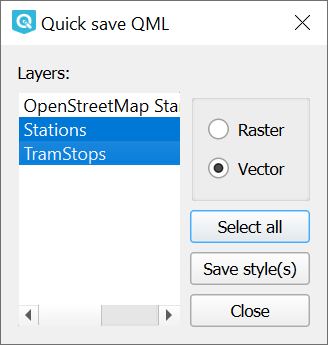 Quick save QML
Layers:
OpenStreetMap Sta
Stations
TramStops
Raster
Vector
Select all
Save style(s)
Close